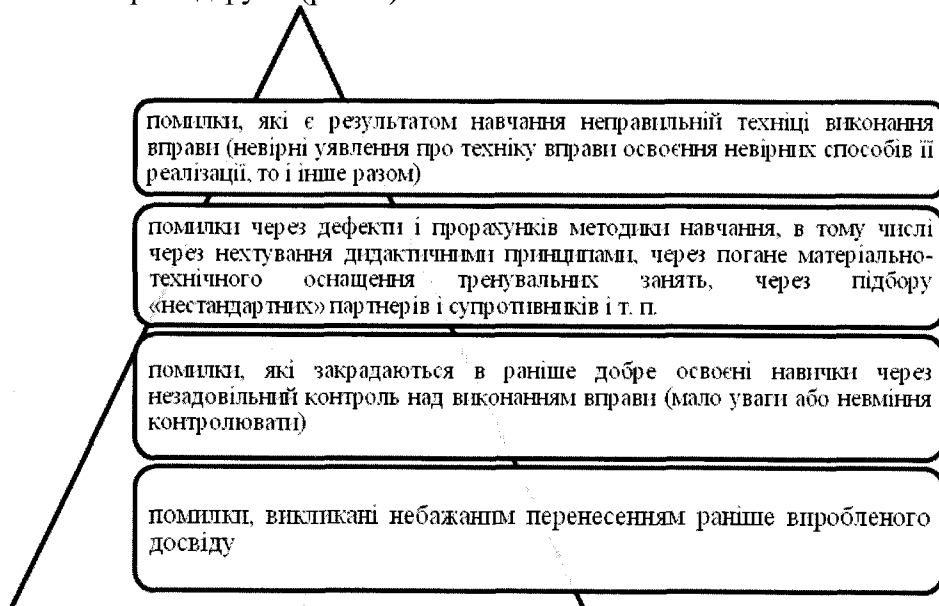 помилки, які є результатом навчання неправильній техніці виконання
вправи (невірні уявлення про техніку вправи освоєння невірних способів її
реалізації, то і інше разом)
помилки через дефекти і прорахунків методики навчання, в тому числі
через нехтування дидактичними принципами, через погане матеріально-
технічного оснащення тренувальних занять, через підбору
«нестандартних» партнерів і супротивників і т. п.
помилки, які закрадаються в раніше добре освоєні навички через
незадовільний контроль над виконанням вправи (мало уваги або невміння
контролювати)
помилки, викликані небажаним перенесенням раніше виробленого
досвіду